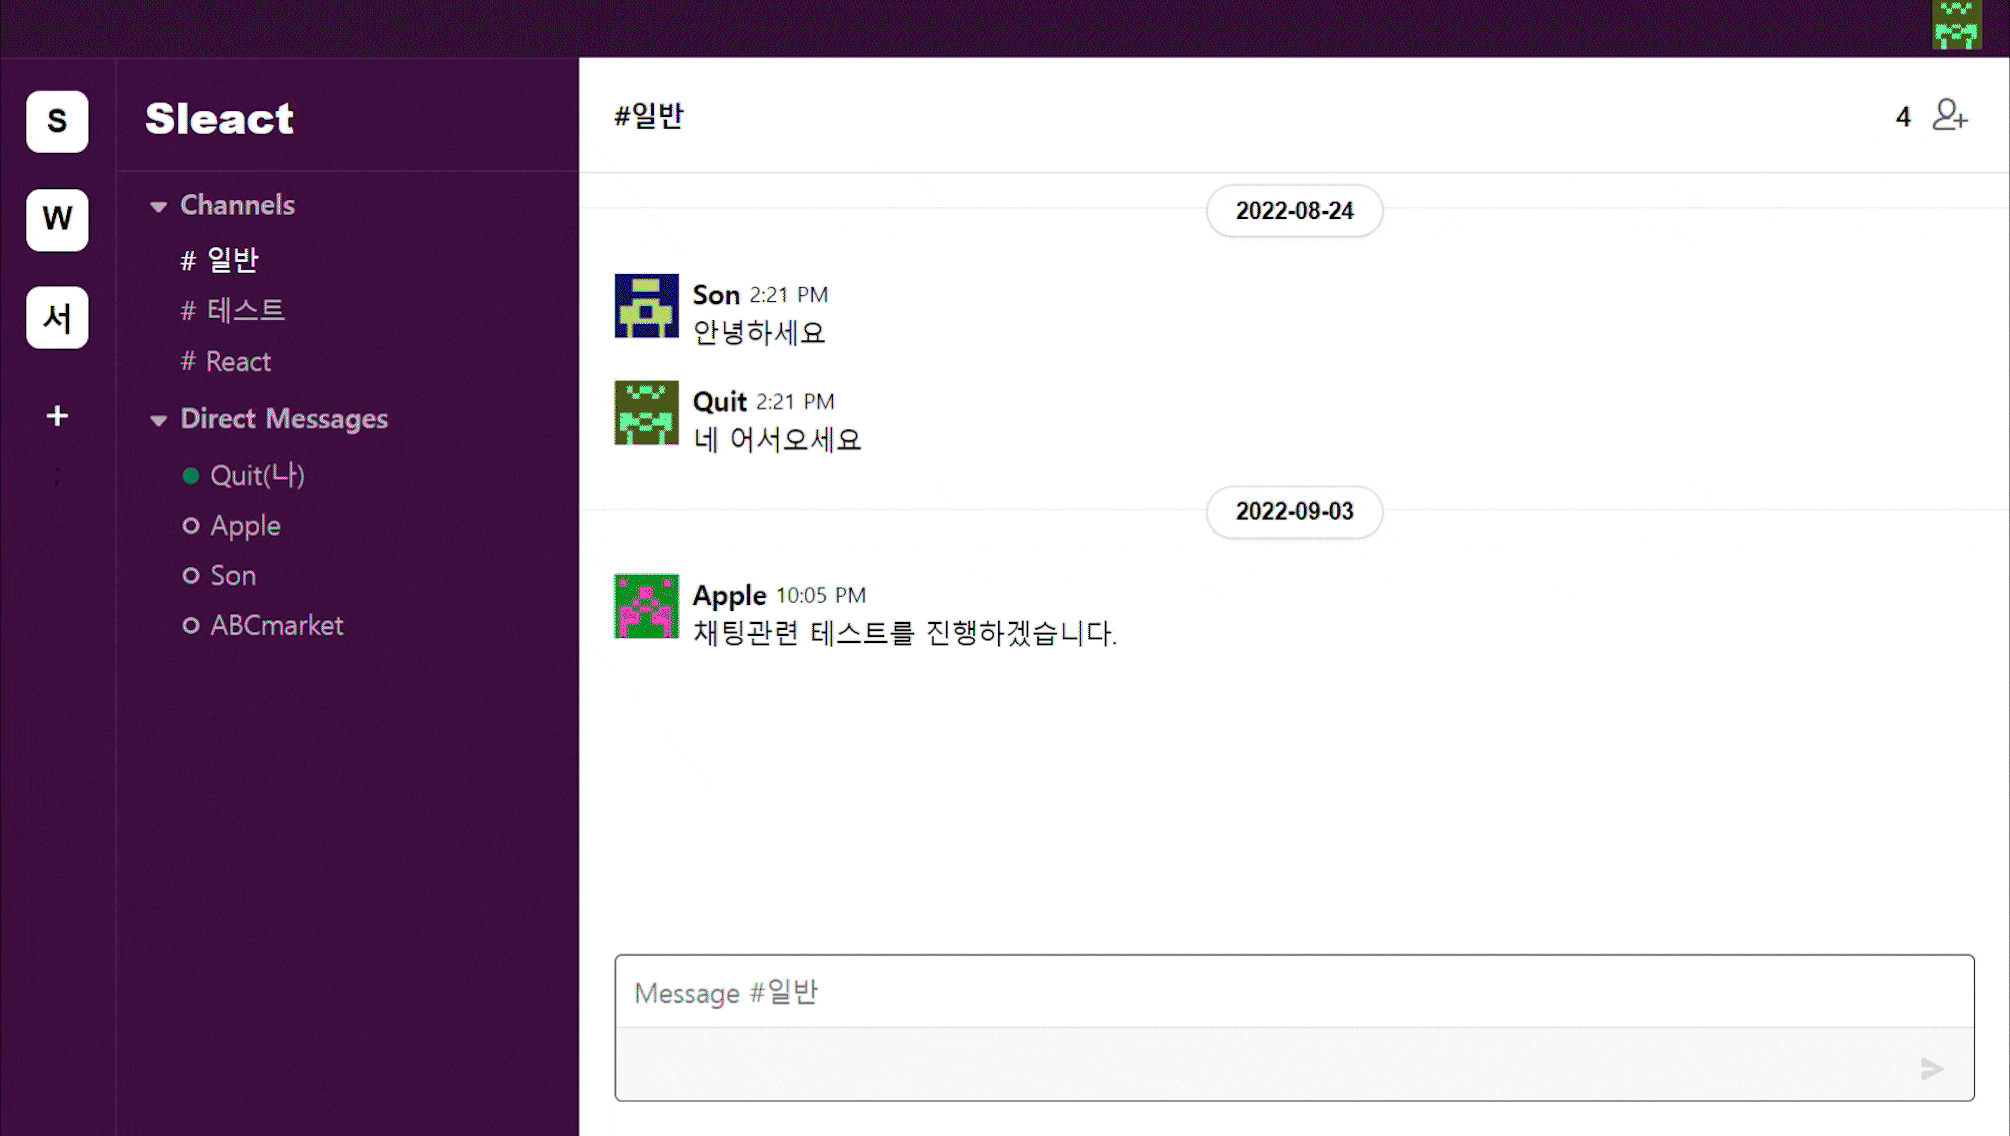 S
W
서
+
;
Sleact
Channels
# 일반
# 테스트
# React
Direct Messages
Quit(나)
Apple
Son
ABCmarket
#일반
4
2022-08-24
Son 2:21 PM
안녕하세요
Quit 2:21 PM
네 어서오세요
2022-09-03
Apple 10:05 PM
채팅관련 테스트를 진행하겠습니다.
Message #일반